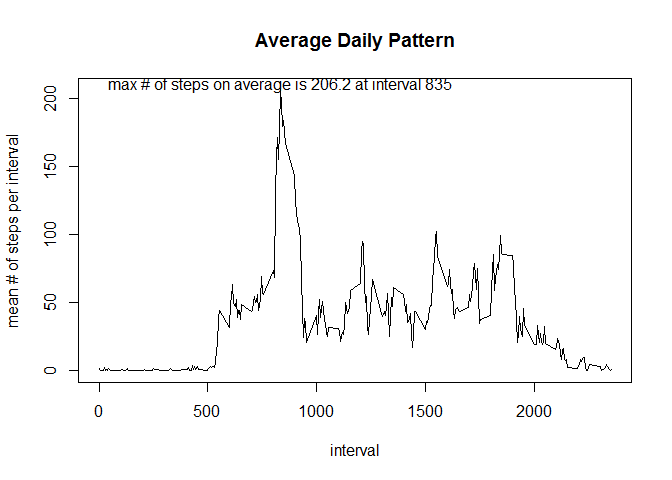 Average Daily Pattern
max # of steps on average is 206.2 at interval 835
mean # of steps per interval
200
150
100
50
0
0 500 1000 1500 2000
interval